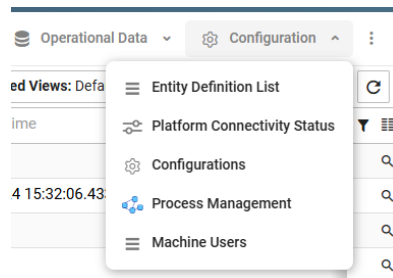 Operational Data
Configuration
ed Views: Defa
Entity Definition List
ime
Platform Connectivity Status
Configurations
4 15:32:06.433
Process Management
Machine Users